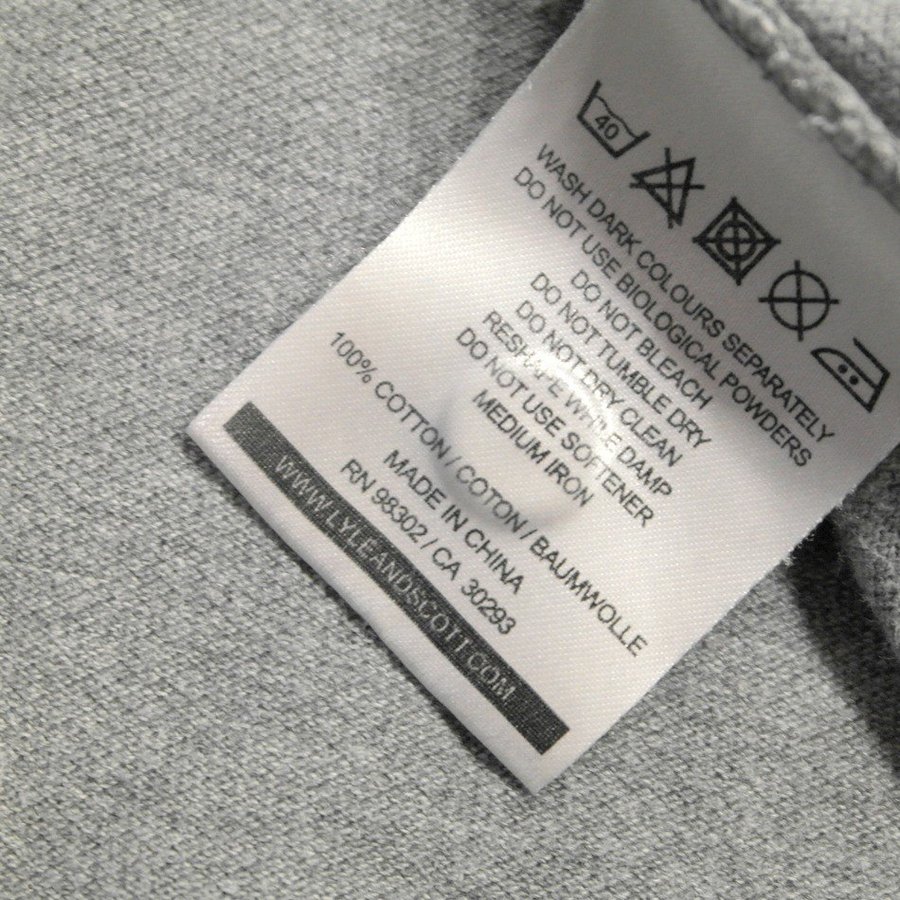 40
WASH DARK COLOURS SEPARATELY
DO NOT USE BIOLOGICAL POWDERS
DO NOT BLEACH
DO NOT TUMBLE DRY
DO NOT DRY CLEAN
RESHAPE WHILE DAMP
DO NOT USE SOFTENER
MEDIUM IRON
100% COTTON / COTON / BAUMWOLLE
MADE IN CHINA
RN 98302 / CA 30293
WWW.LYLEANDSCOTT.COM